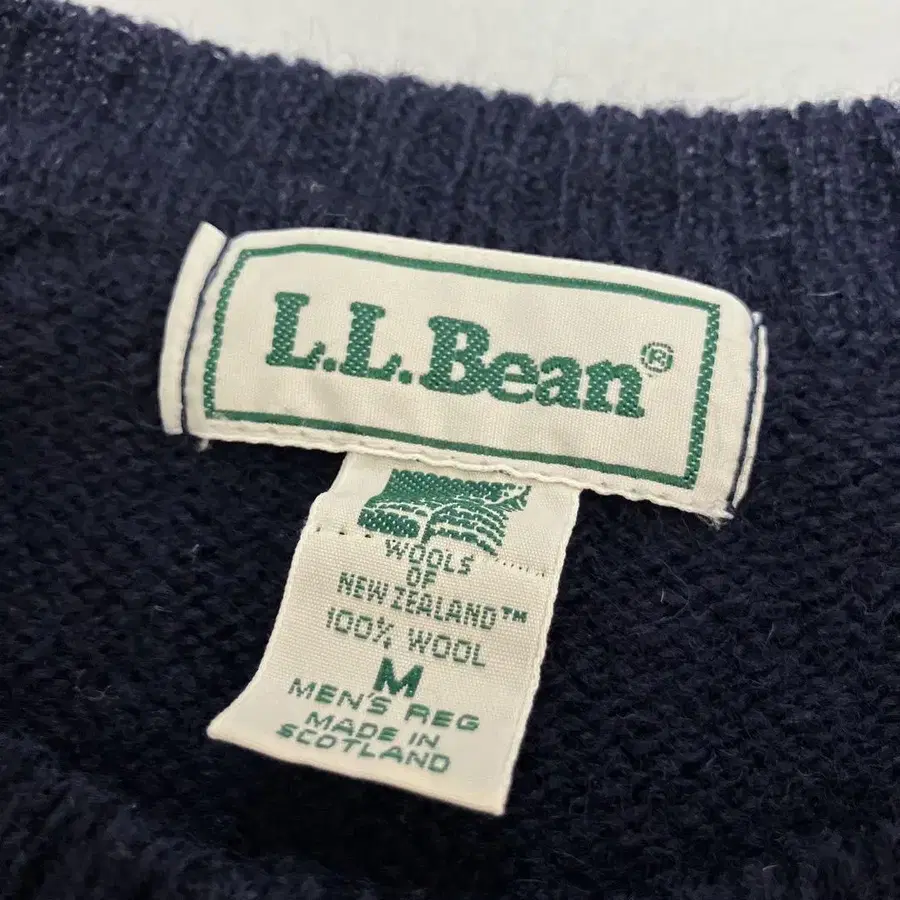 L.L.Bean®
WOOLS
OF
NEW ZEALAND™
100% WOOL
M
MEN'S REG
MADE IN
SCOTLAND